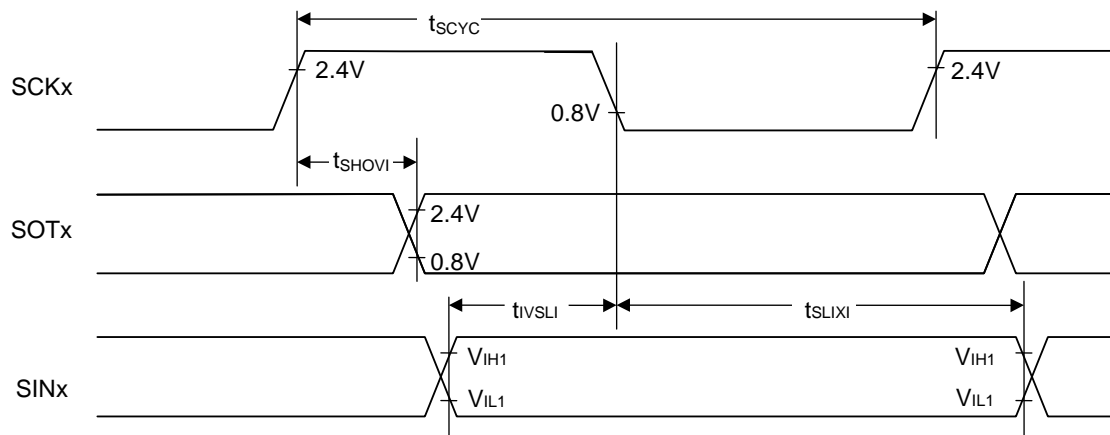 tSCYC
SCKx
2.4V
0.8V
2.4V
tSHOVI
SOTx
2.4V
0.8V
tIVSLI
tSLIXI
SINx
VIH1
VIH1
VIL1
VIL1